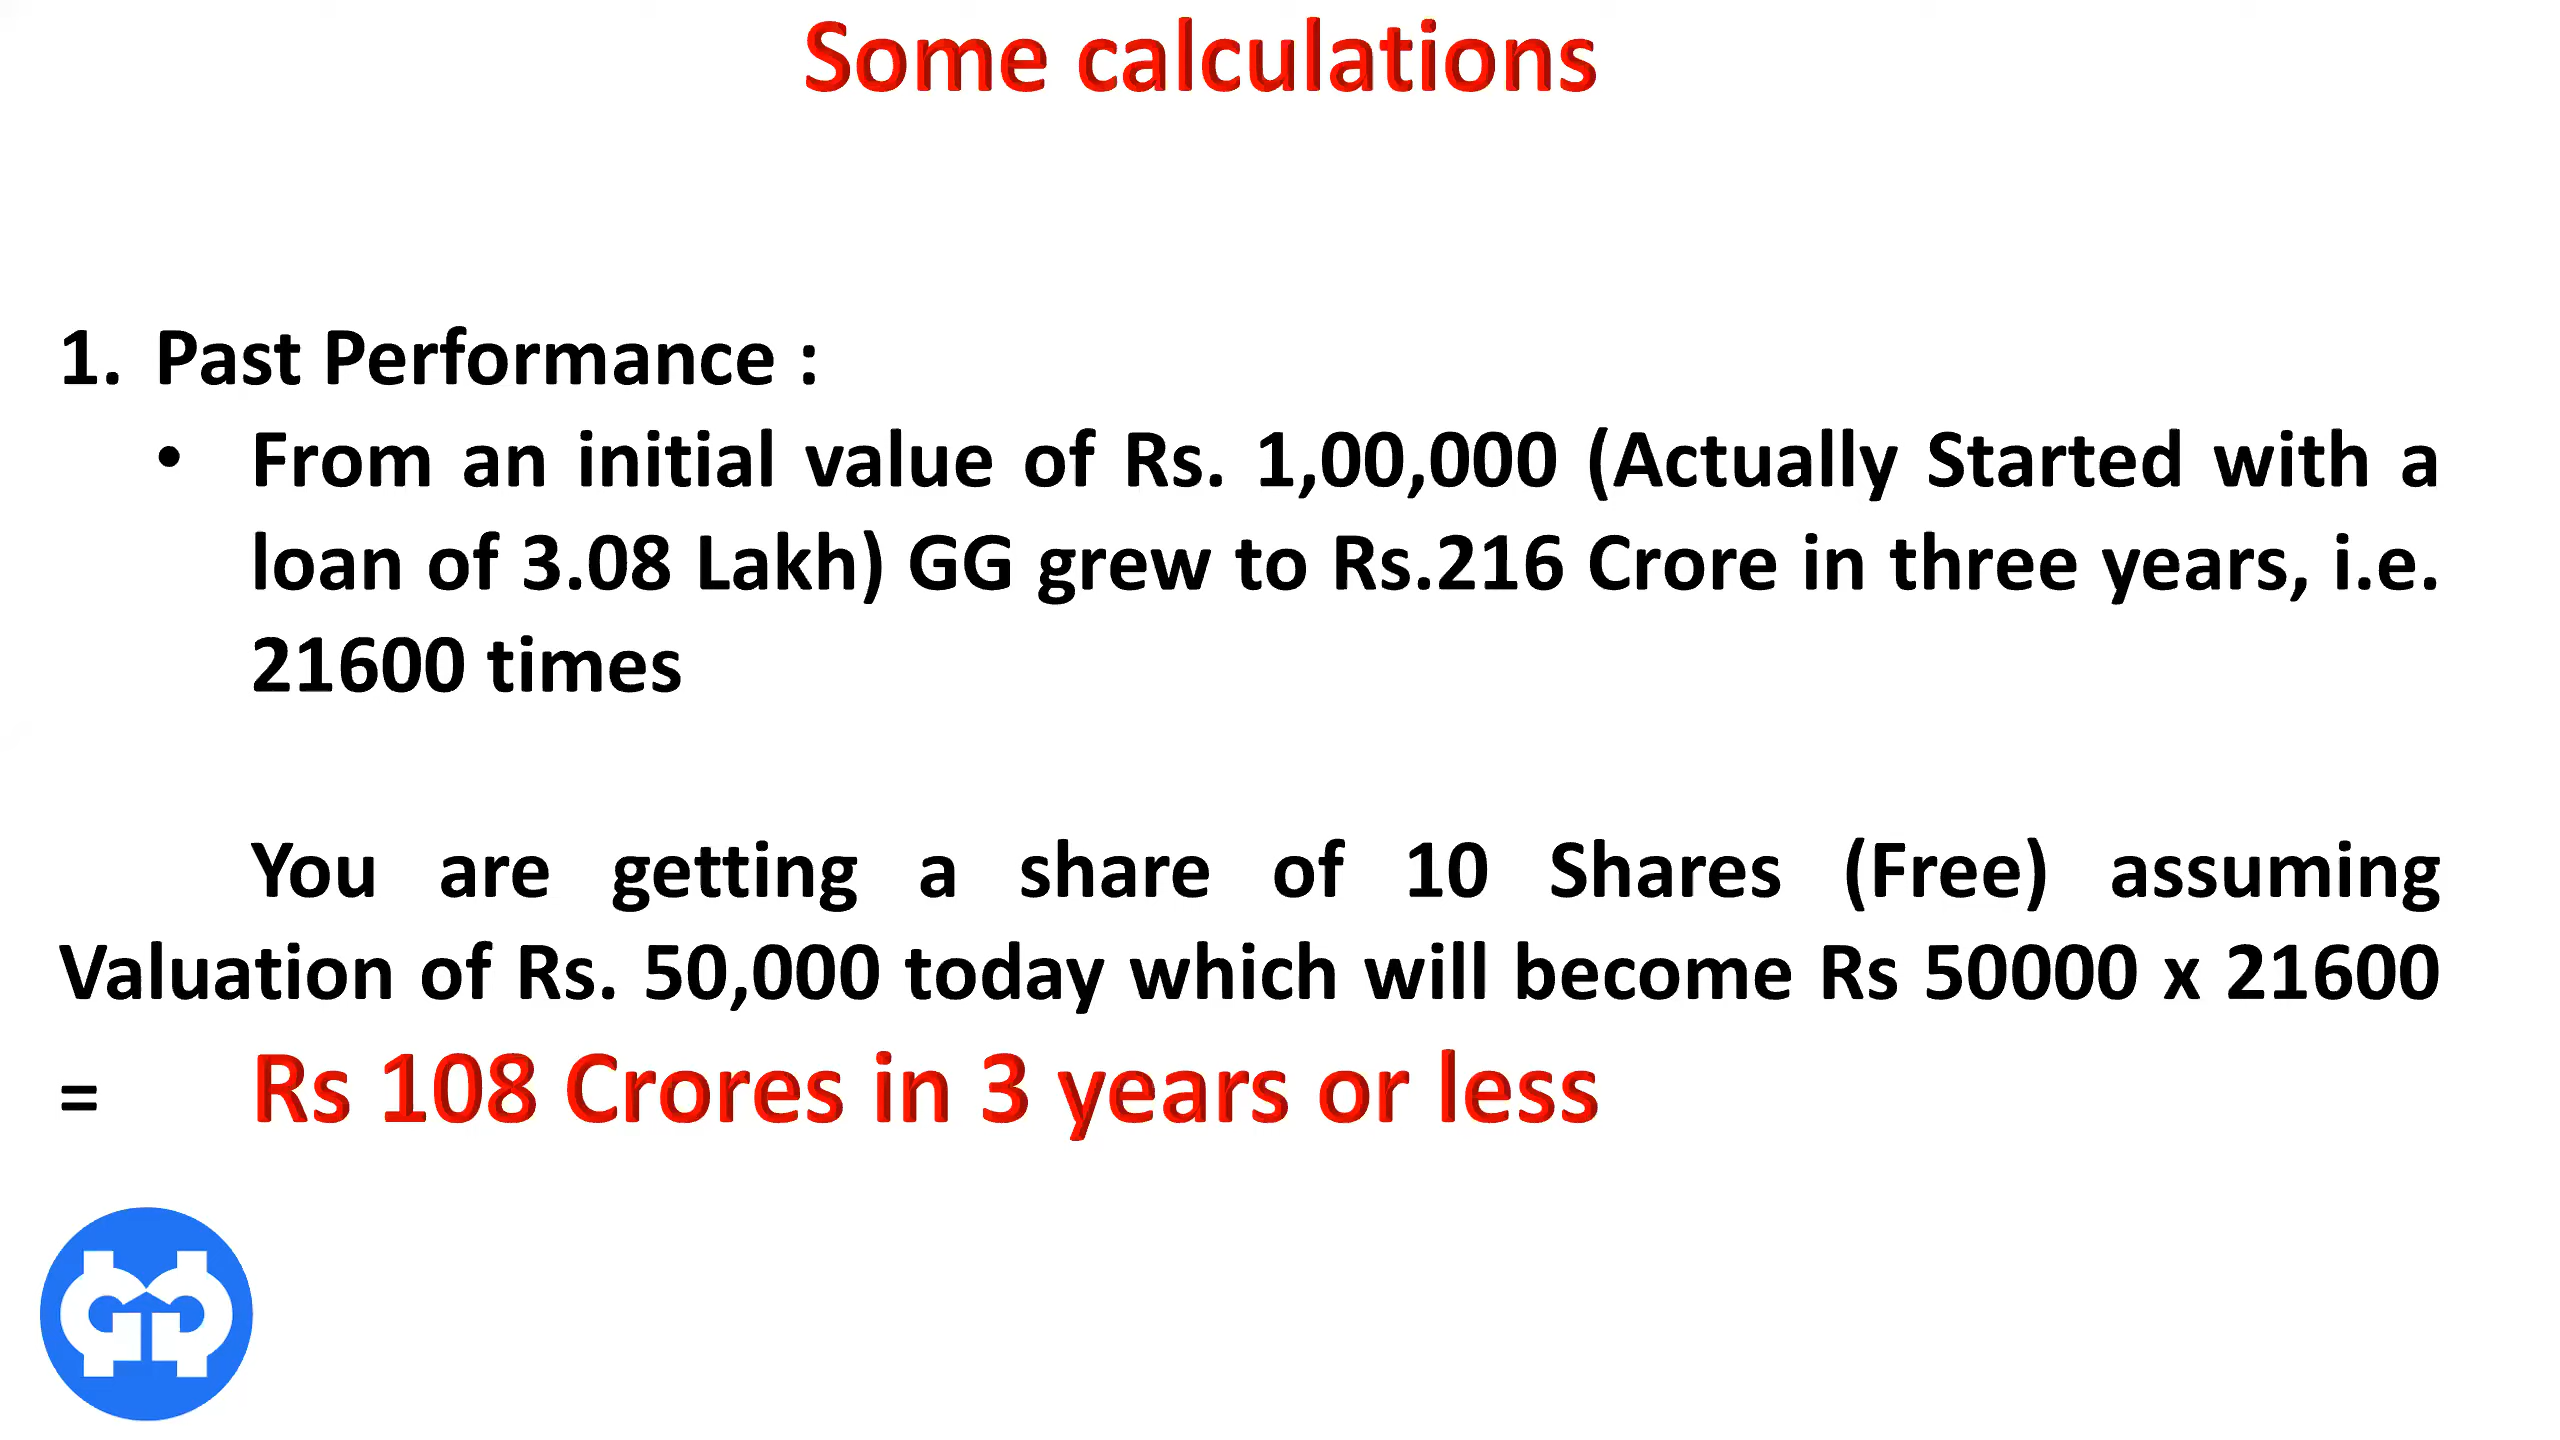 Some calculations
1. Past Performance :
• From an initial value of Rs. 1,00,000 (Actually Started with a
loan of 3.08 Lakh) GG grew to Rs.216 Crore in three years, i.e.
21600 times
You are getting a share of 10 Shares (Free) assuming
Valuation of Rs. 50,000 today which will become Rs 50000 x 21600
= Rs 108 Crores in 3 years or less